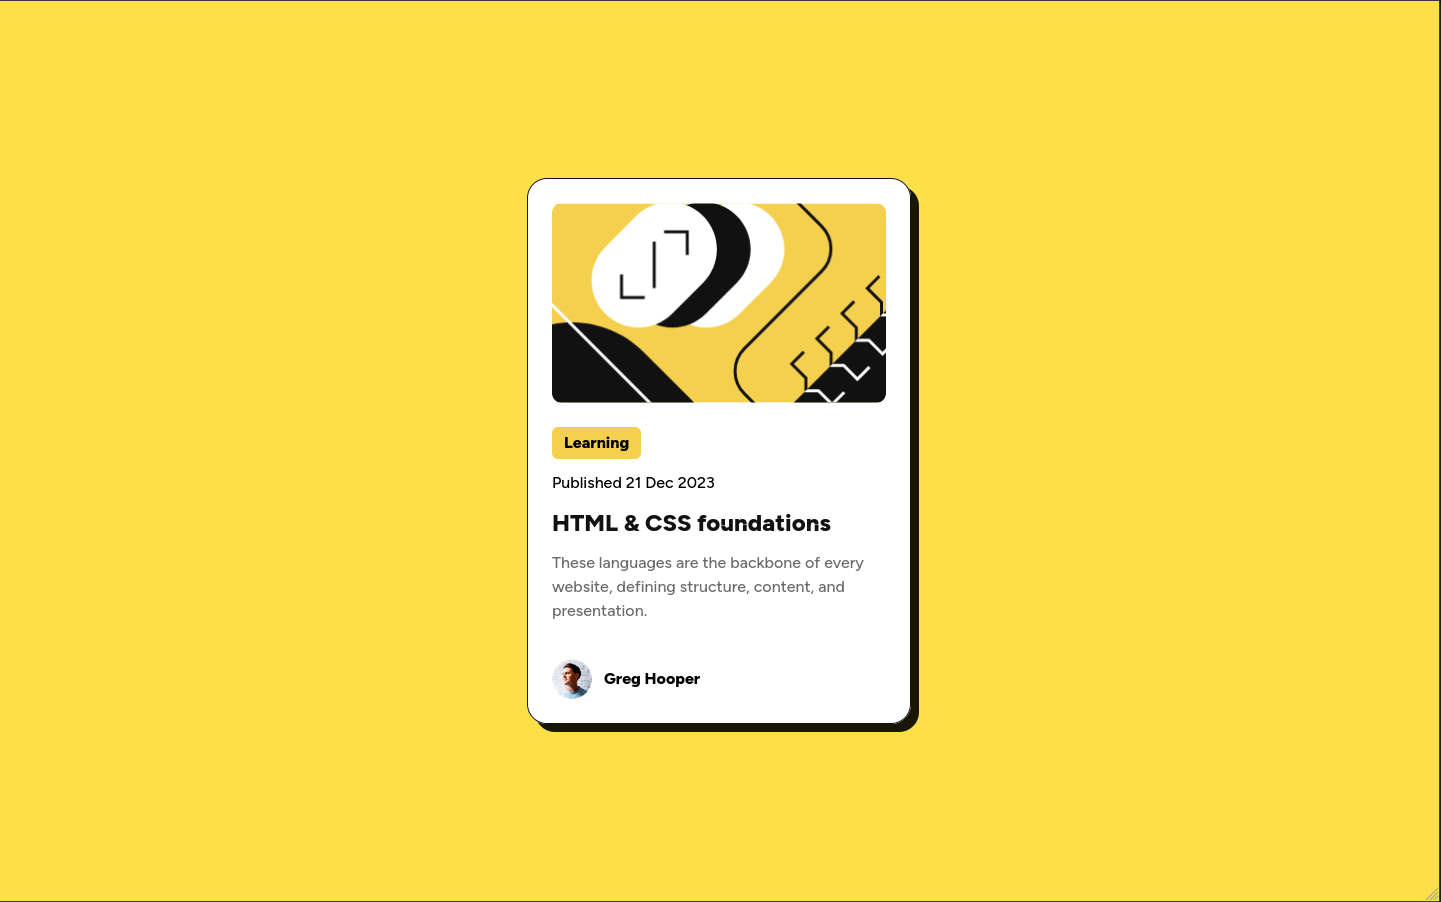 Learning
Published 21 Dec 2023
HTML & CSS foundations
These languages are the backbone of every
website, defining structure, content, and
presentation.
Greg Hooper